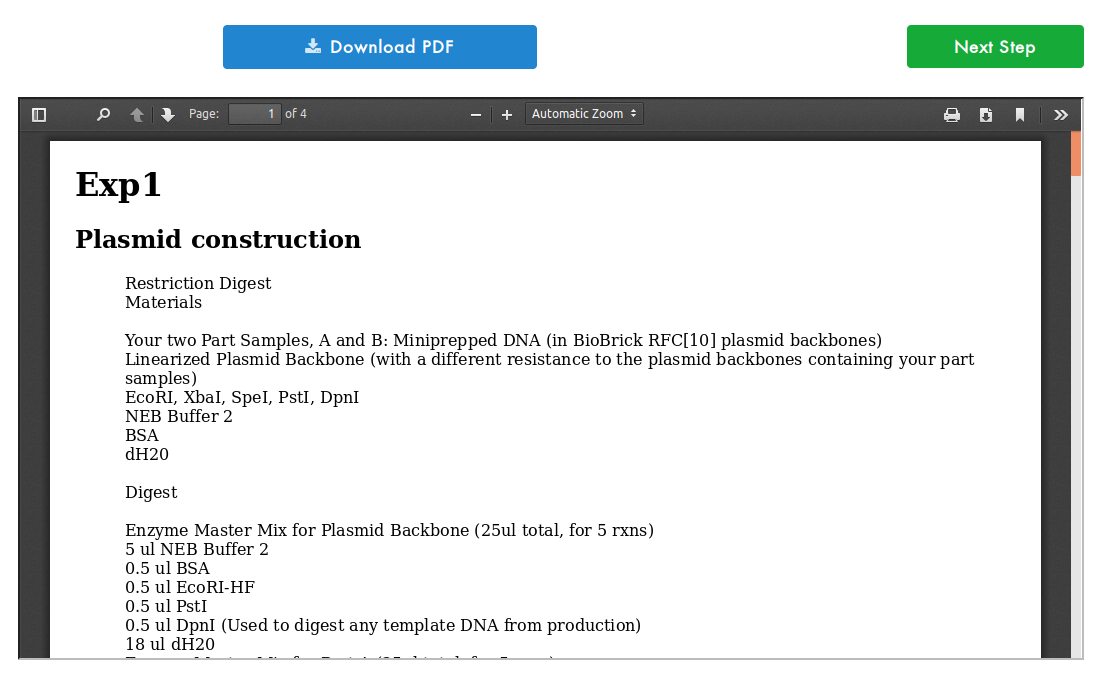 Download PDF
Next Step
Page: 1 of 4
Automatic Zoom
Exp1
Plasmid construction
Restriction Digest
Materials
Your two Part Samples, A and B: Miniprepped DNA (in BioBrick RFC[10] plasmid backbones)
Linearized Plasmid Backbone (with a different resistance to the plasmid backbones containing your part
samples)
EcoRI, XbaI, SpeI, PstI, DpnI
NEB Buffer 2
BSA
dH20
Digest
Enzyme Master Mix for Plasmid Backbone (25ul total, for 5 rxns)
5 ul NEB Buffer 2
0.5 ul BSA
0.5 ul EcoRI-HF
0.5 ul PstI
0.5 ul DpnI (Used to digest any template DNA from production)
18 ul dH20